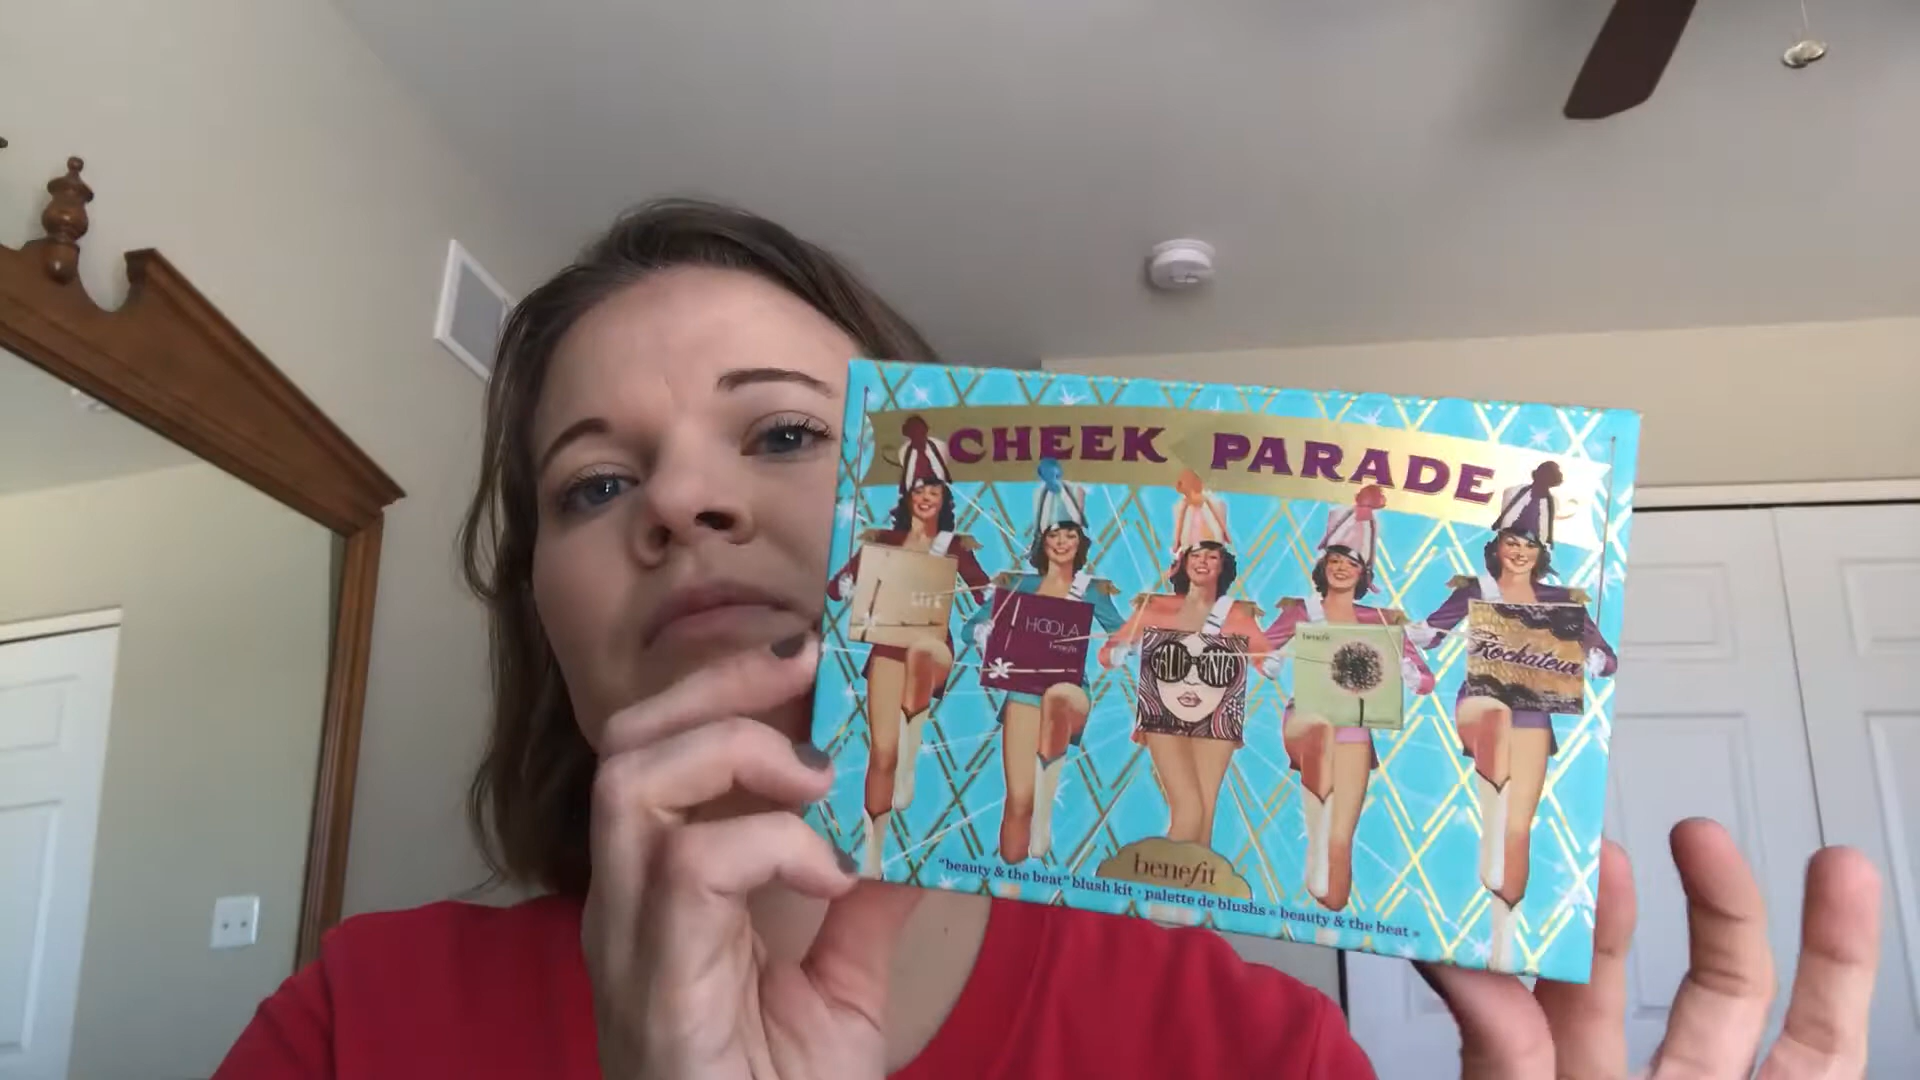 CHEEK PARADE
HOOLA
benefit
benefit
Rockateur
benefit
"beauty & the beat" blush kit · palette de blushs « beauty & the beat »